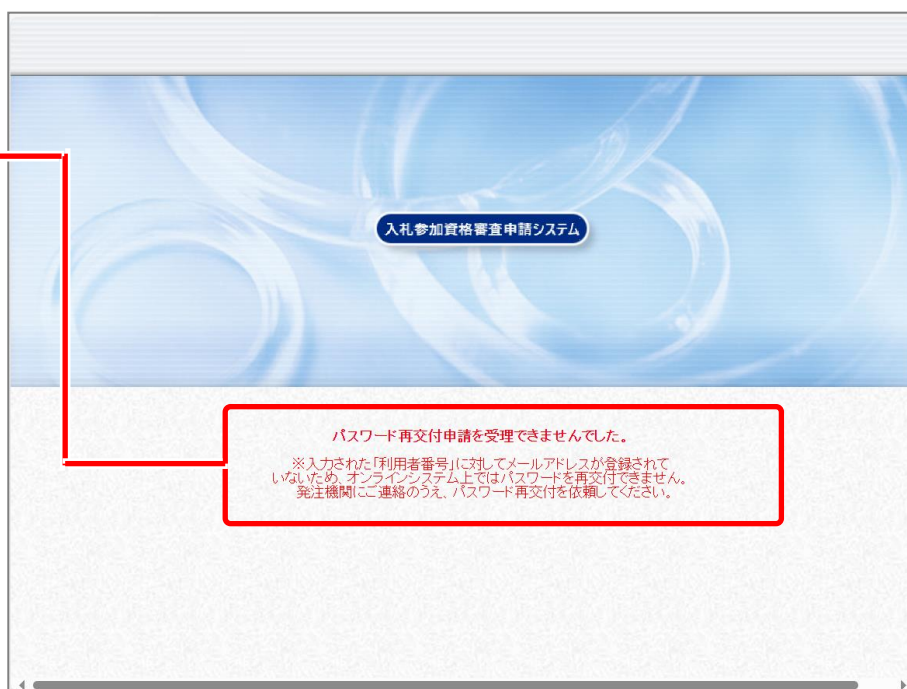 入札参加資格審査申請システム
パスワード再交付申請を受理できませんでした。
※入力された「利用者番号」に対してメールアドレスが登録されて
いないため、オンラインシステム上ではパスワードを再交付できません。
発注機関にご連絡のうえ、パスワード再交付を依頼してください。